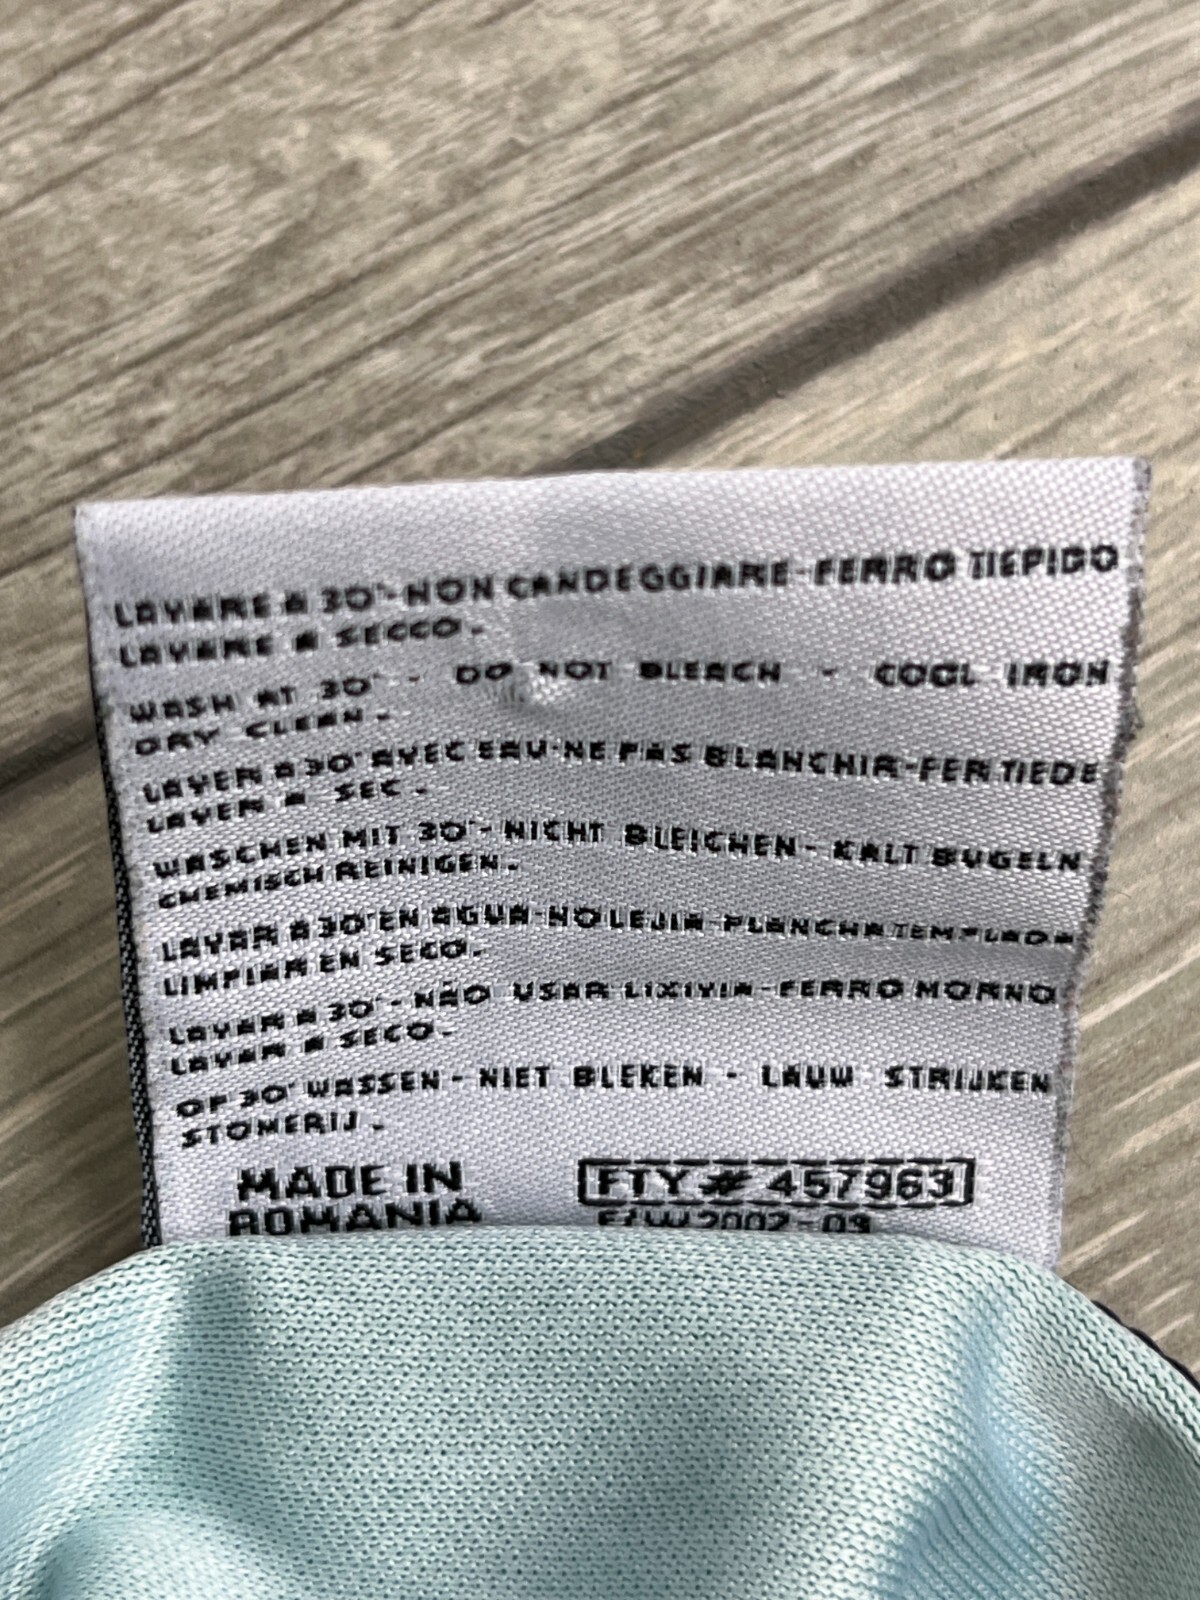 LAVARE A 30°-NON CANDEGGIARE-FERRO TIEPIDO
LAVARE A SECCO.
WASH AT 30° - DO NOT BLEACH - COOL IRON
DRY CLEAN.
LAVER A 30° AVEC EAU-NE PAS BLANCHIR-FER TIEDE
LAVER A SEC.
WASCHEN MIT 30°- NICHT BLEICHEN- KALT BUGELN
CHEMISCH REINIGEN.
LAVAR A 30°EN AGUA-NO LEJIA-PLANCHA TEMPLADA
LIMPIAR EN SECO.
LAVAR A 30°-NÃO USAR LIXIVIA-FERRO MORNO
LAVAR A SECO.
OP 30° WASSEN - NIET BLEKEN - LAUW STRIJKEN
STOMERIJ.
MADE IN
ROMANIA
FTY # 457963
F/W 2002-03